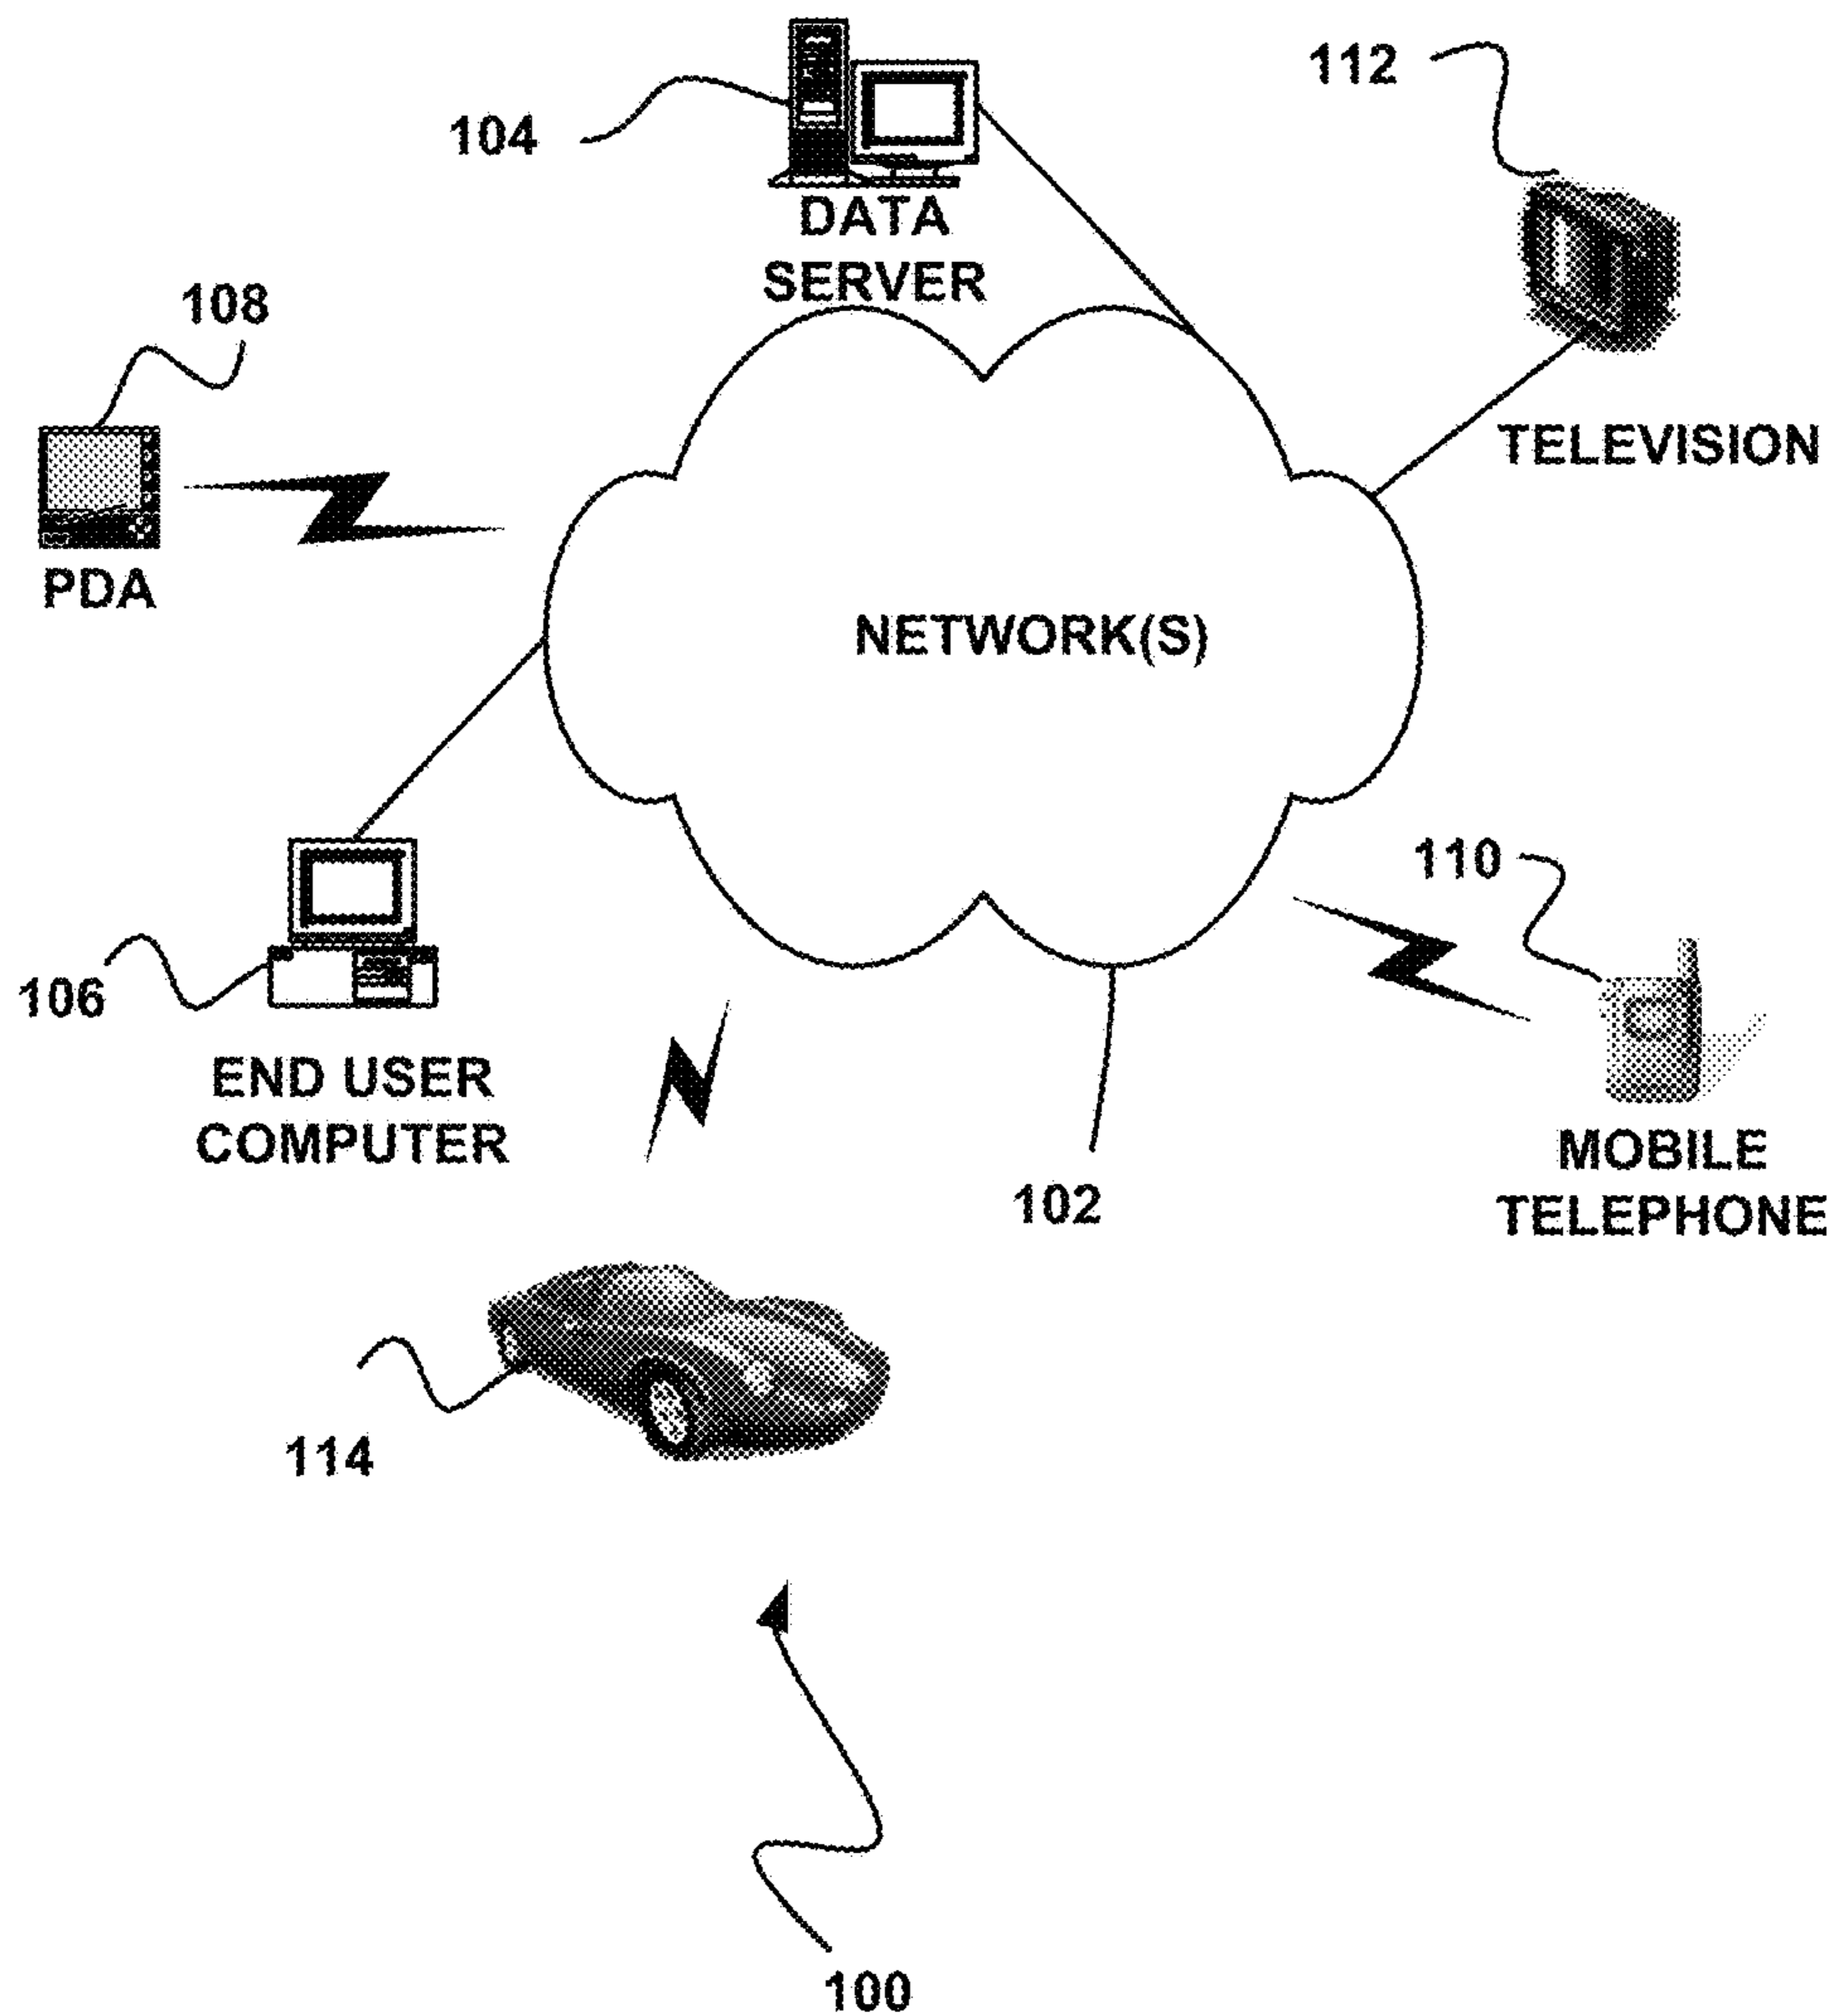 112
104
DATA
SERVER
108
TELEVISION
PDA
NETWORK(S)
110
106
END USER
COMPUTER
MOBILE
TELEPHONE
102
114
100